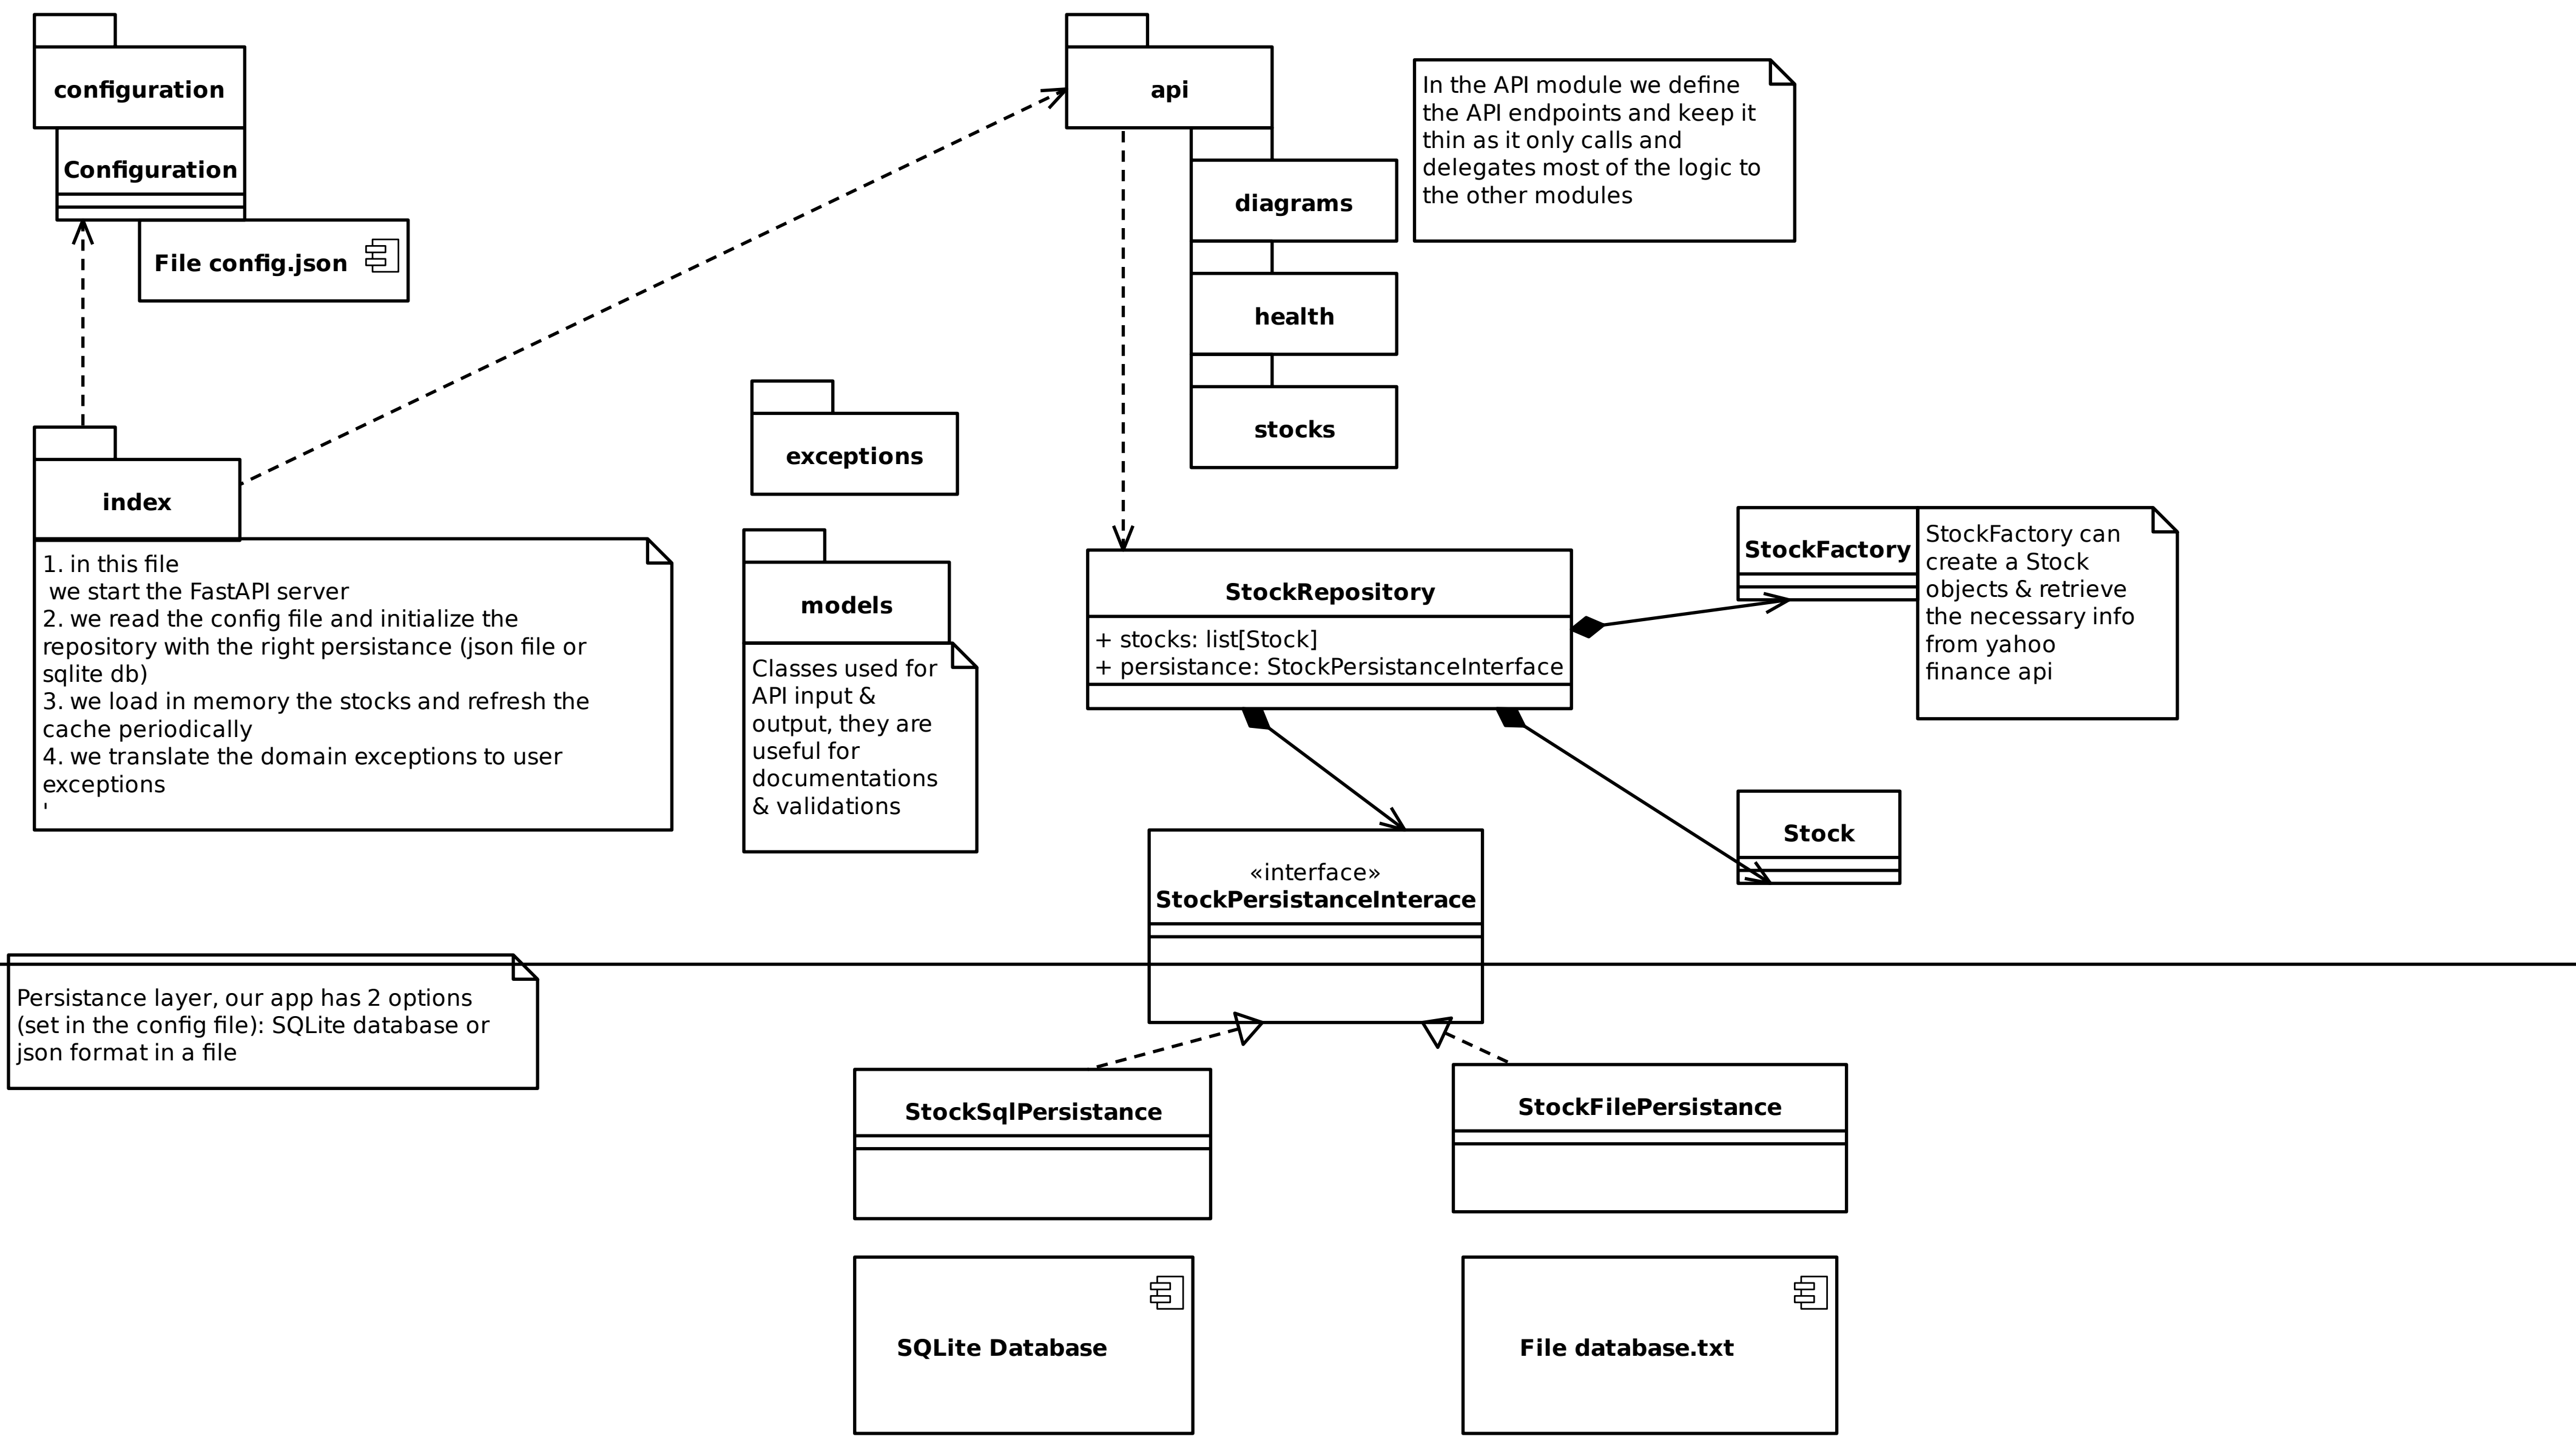 configuration
Configuration
File config.json
api
diagrams
health
stocks
In the API module we define
the API endpoints and keep it
thin as it only calls and
delegates most of the logic to
the other modules
index
1. in this file
we start the FastAPI server
2. we read the config file and initialize the
repository with the right persistance (json file or
sqlite db)
3. we load in memory the stocks and refresh the
cache periodically
4. we translate the domain exceptions to user
exceptions
'
exceptions
models
Classes used for
API input &
output, they are
useful for
documentations
& validations
StockRepository
+ stocks: list[Stock]
+ persistance: StockPersistanceInterface
StockFactory
StockFactory can
create a Stock
objects & retrieve
the necessary info
from yahoo
finance api
Stock
«interface»
StockPersistanceInterace
Persistance layer, our app has 2 options
(set in the config file): SQLite database or
json format in a file
StockSqlPersistance
StockFilePersistance
SQLite Database
File database.txt